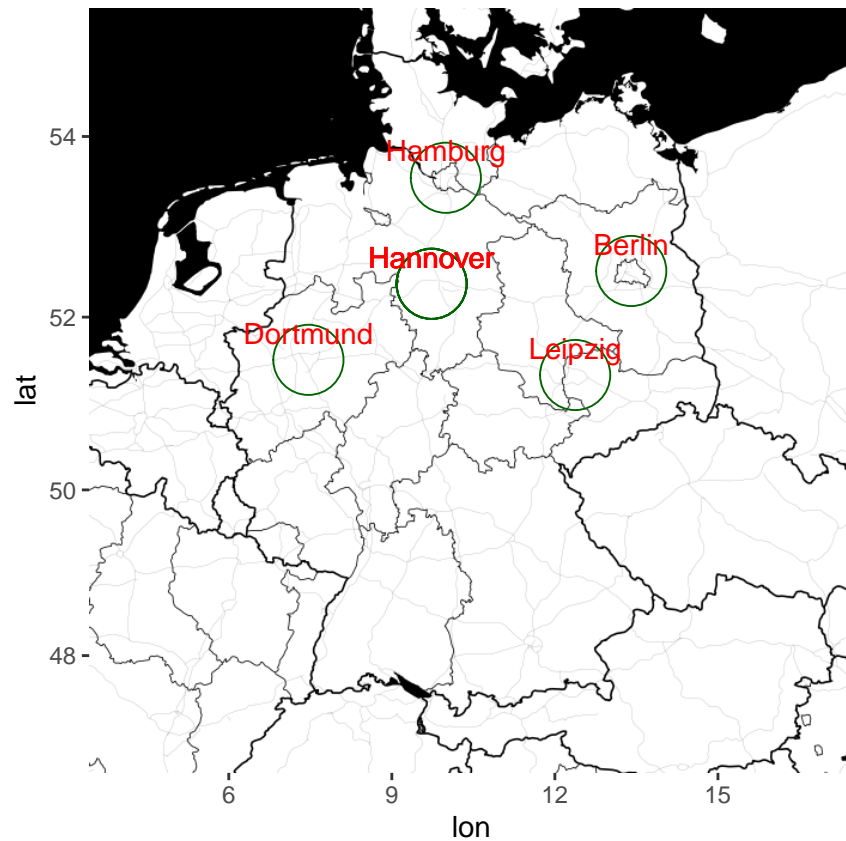 54
Hamburg
Berlin
Hannover
52
Dortmund
Leipzig
lat
50
48
6 9 12 15
lon